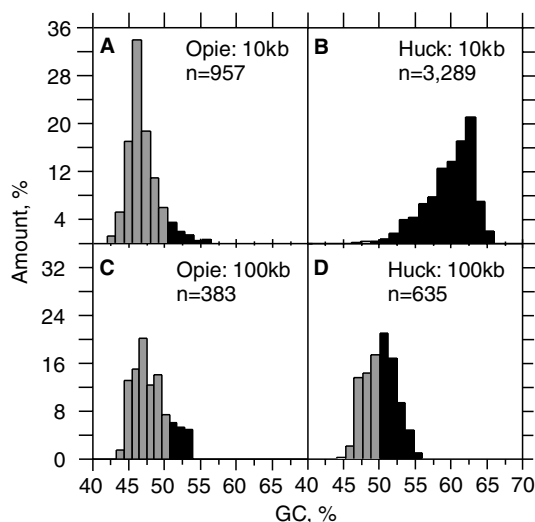 36
28
20
12
4
A
Opie: 10kb
n=957
B
Huck: 10kb
n=3,289
Amount, %
32
24
16
8
0
C
Opie: 100kb
n=383
D
Huck: 100kb
n=635
40 45 50 55 60 65 40 45 50 55 60 65 70
GC, %